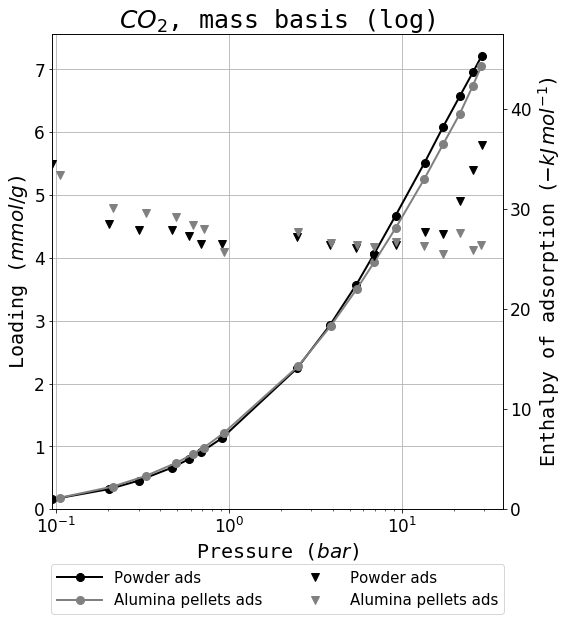 CO₂, mass basis (log)
7
6
5
4
3
2
1
0
Loading (mmol/g)
40
30
20
10
0
Enthalpy of adsorption (−kJ mol⁻¹)
10⁻¹ 10⁰ 10¹
Pressure (bar)
Powder ads Powder ads
Alumina pellets ads Alumina pellets ads